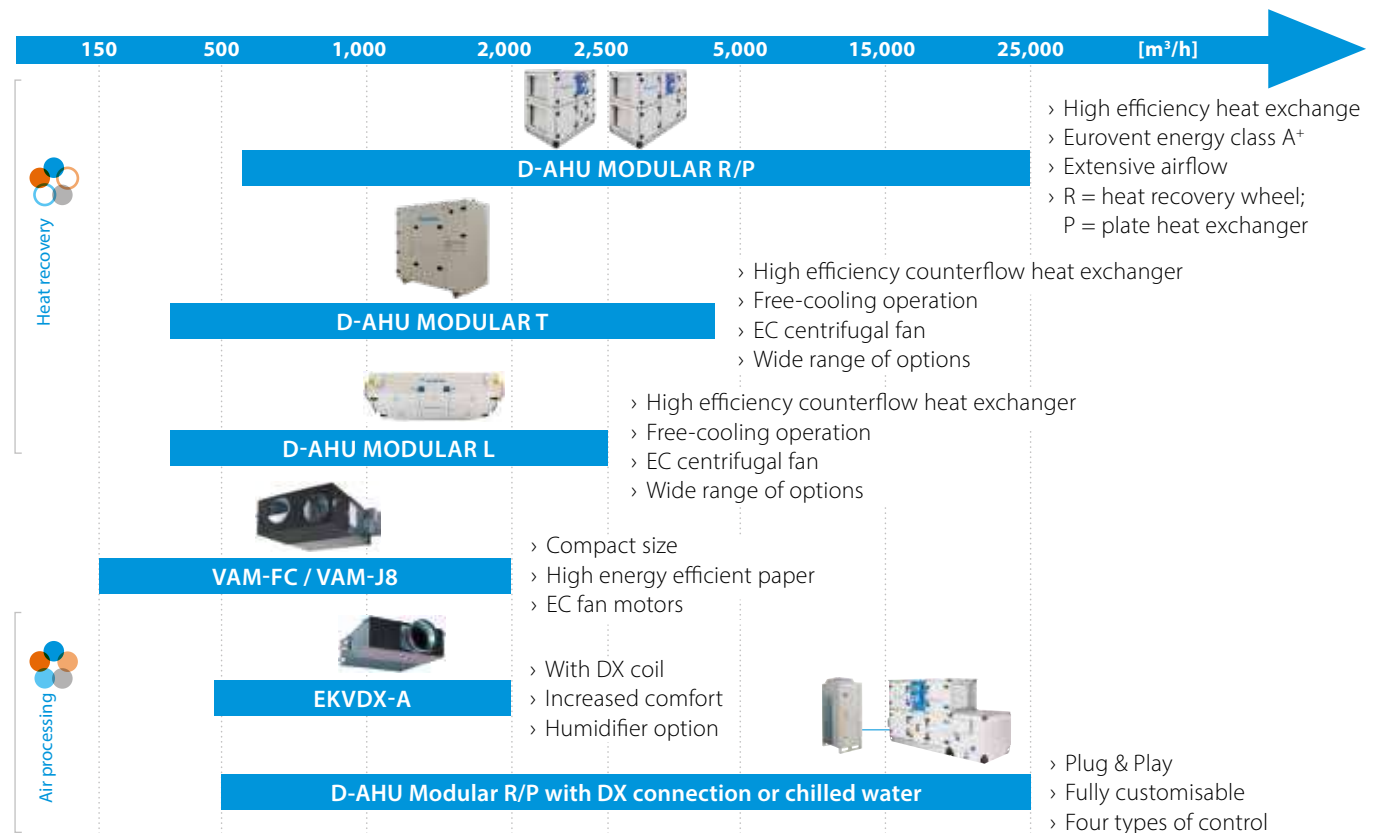 150 500 1,000 2,000 2,500 5,000 15,000 25,000 [m³/h]
Heat recovery
› High efficiency heat exchange
› Eurovent energy class A⁺
› Extensive airflow
› R = heat recovery wheel;
P = plate heat exchanger
D-AHU MODULAR R/P
› High efficiency counterflow heat exchanger
› Free-cooling operation
› EC centrifugal fan
› Wide range of options
D-AHU MODULAR T
› High efficiency counterflow heat exchanger
› Free-cooling operation
› EC centrifugal fan
› Wide range of options
D-AHU MODULAR L
› Compact size
› High energy efficient paper
› EC fan motors
VAM-FC / VAM-J8
Air processing
› With DX coil
› Increased comfort
› Humidifier option
EKVDX-A
› Plug & Play
› Fully customisable
› Four types of control
D-AHU Modular R/P with DX connection or chilled water